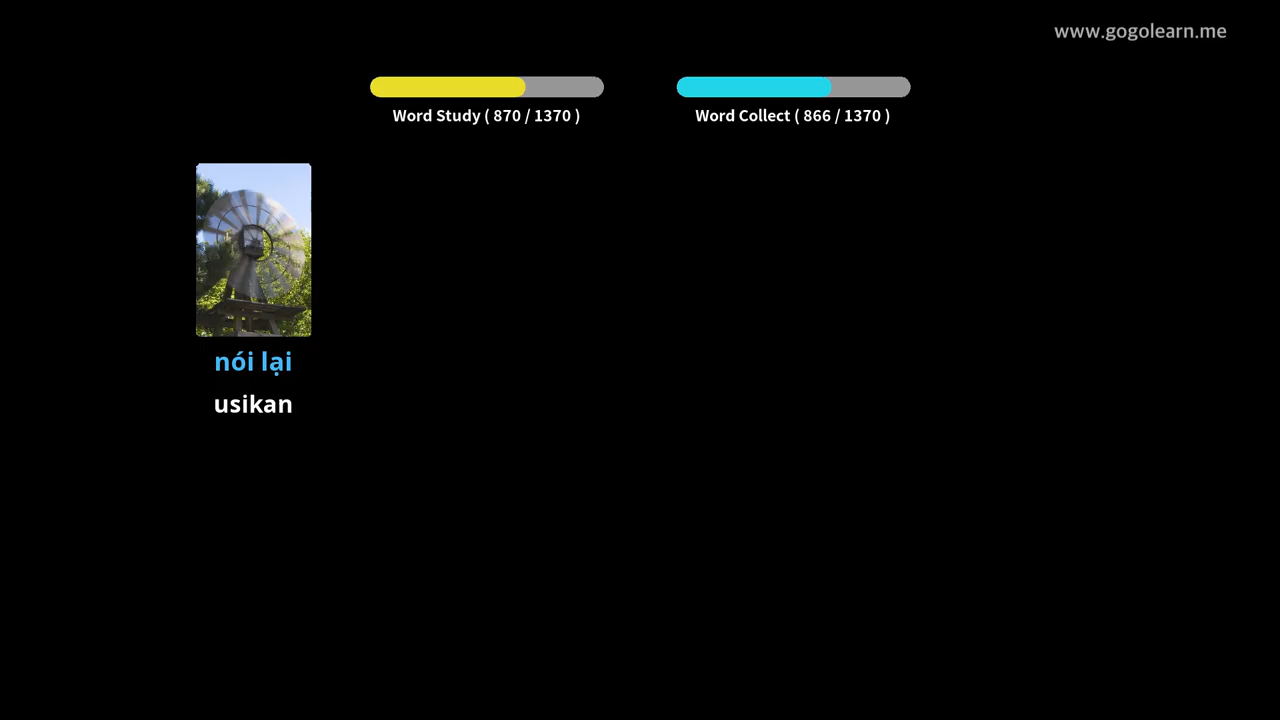 www.gogolearn.me
Word Study ( 870 / 1370 )
Word Collect ( 866 / 1370 )
nói lại
usikan